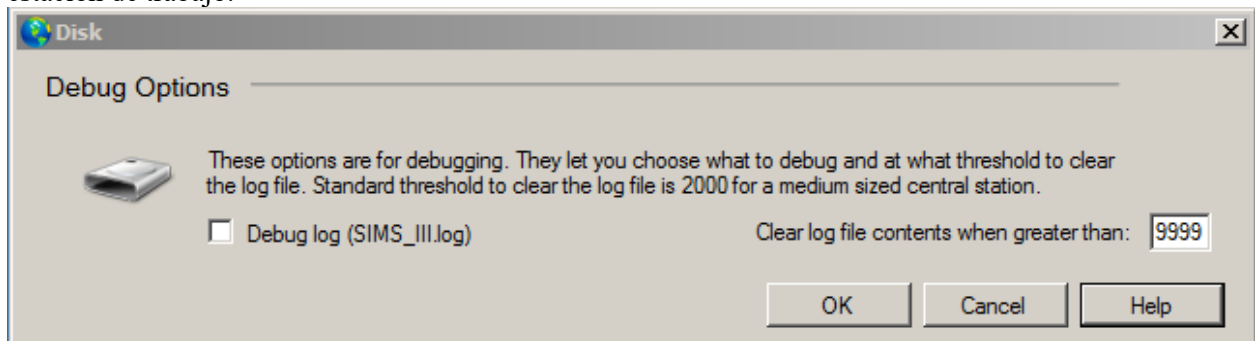 Disk
Debug Options
These options are for debugging. They let you choose what to debug and at what threshold to clear
the log file. Standard threshold to clear the log file is 2000 for a medium sized central station.
Debug log (SIMS_III.log) Clear log file contents when greater than: 9999
OK Cancel Help